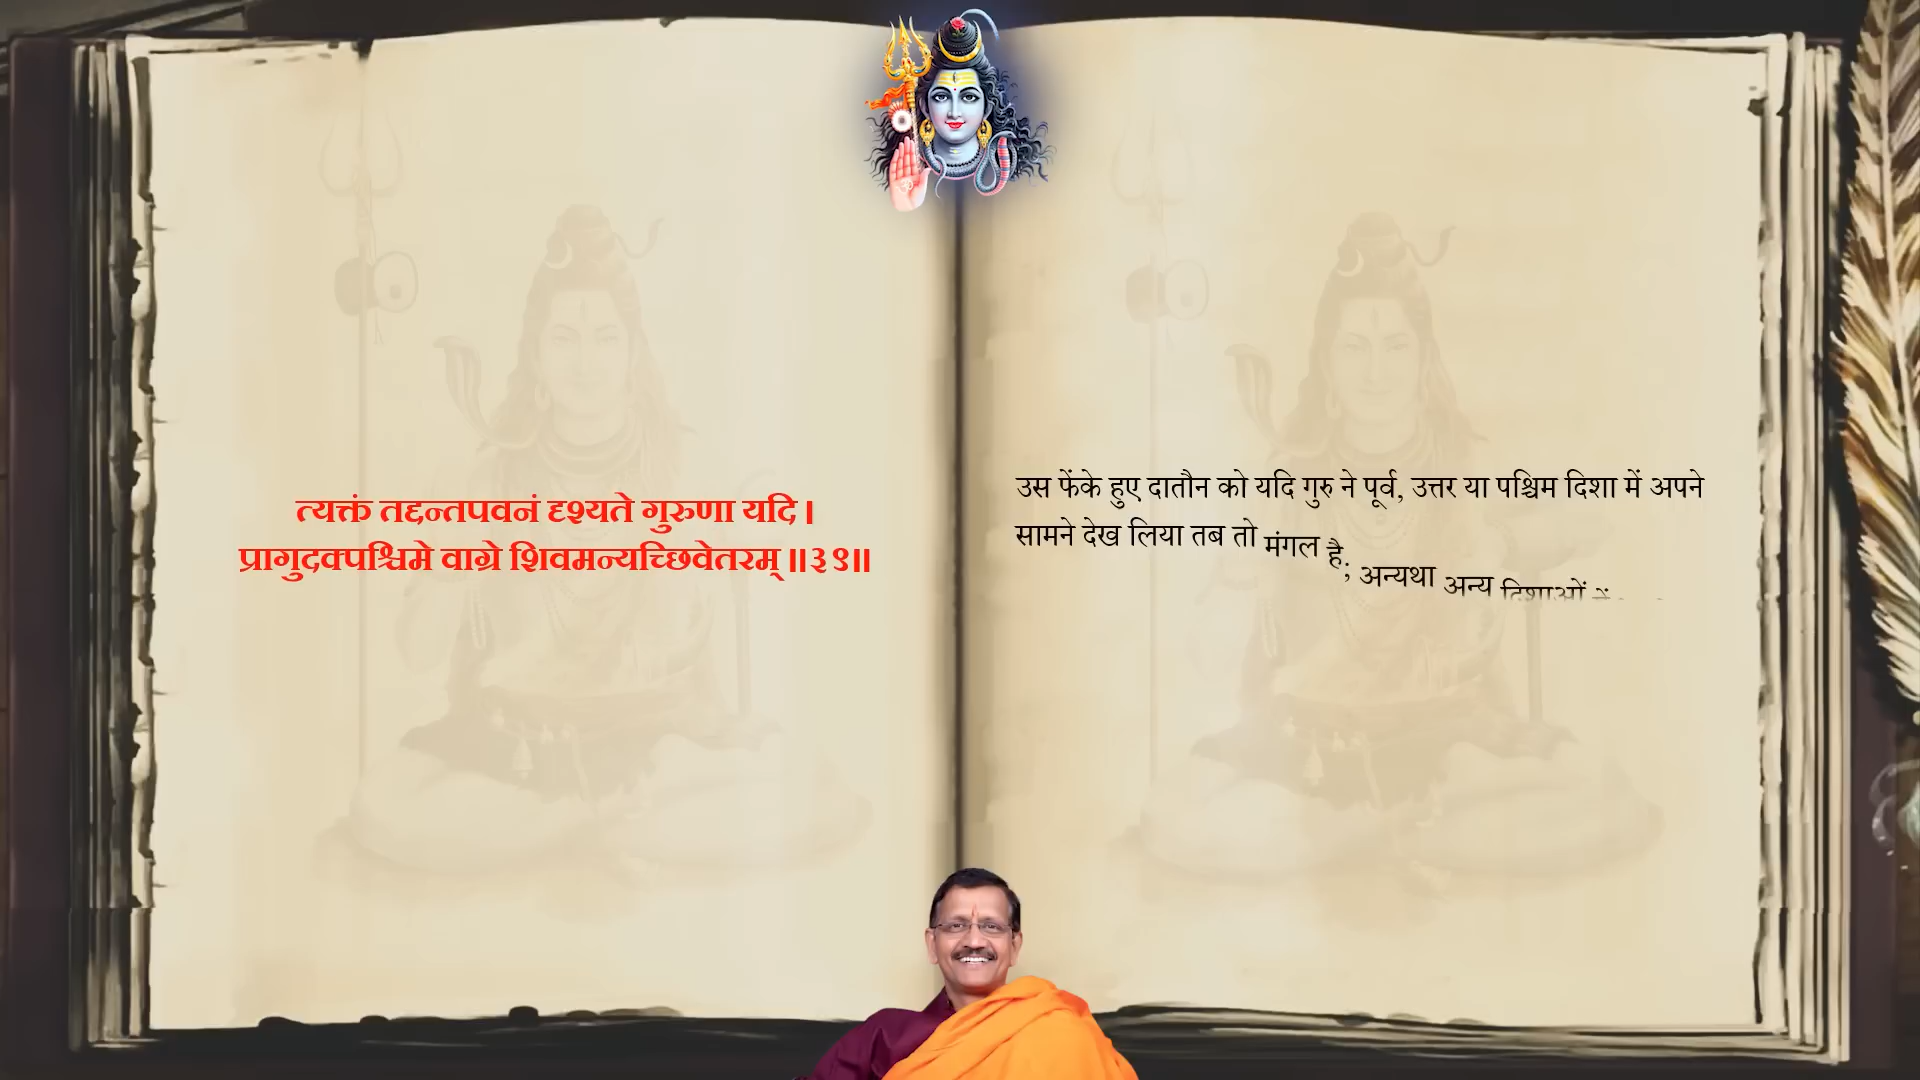 त्यक्तं तद्दन्तपवनं दृश्यते गुरुणा यदि ।
प्रागुदक्पश्चिमे वाग्रे शिवमन्यच्छिवेतरम् ॥३९॥
उस फेंके हुए दातौन को यदि गुरु ने पूर्व, उत्तर या पश्चिम दिशा में अपने
सामने देख लिया तब तो मंगल है; अन्यथा अन्य दिशाओं में